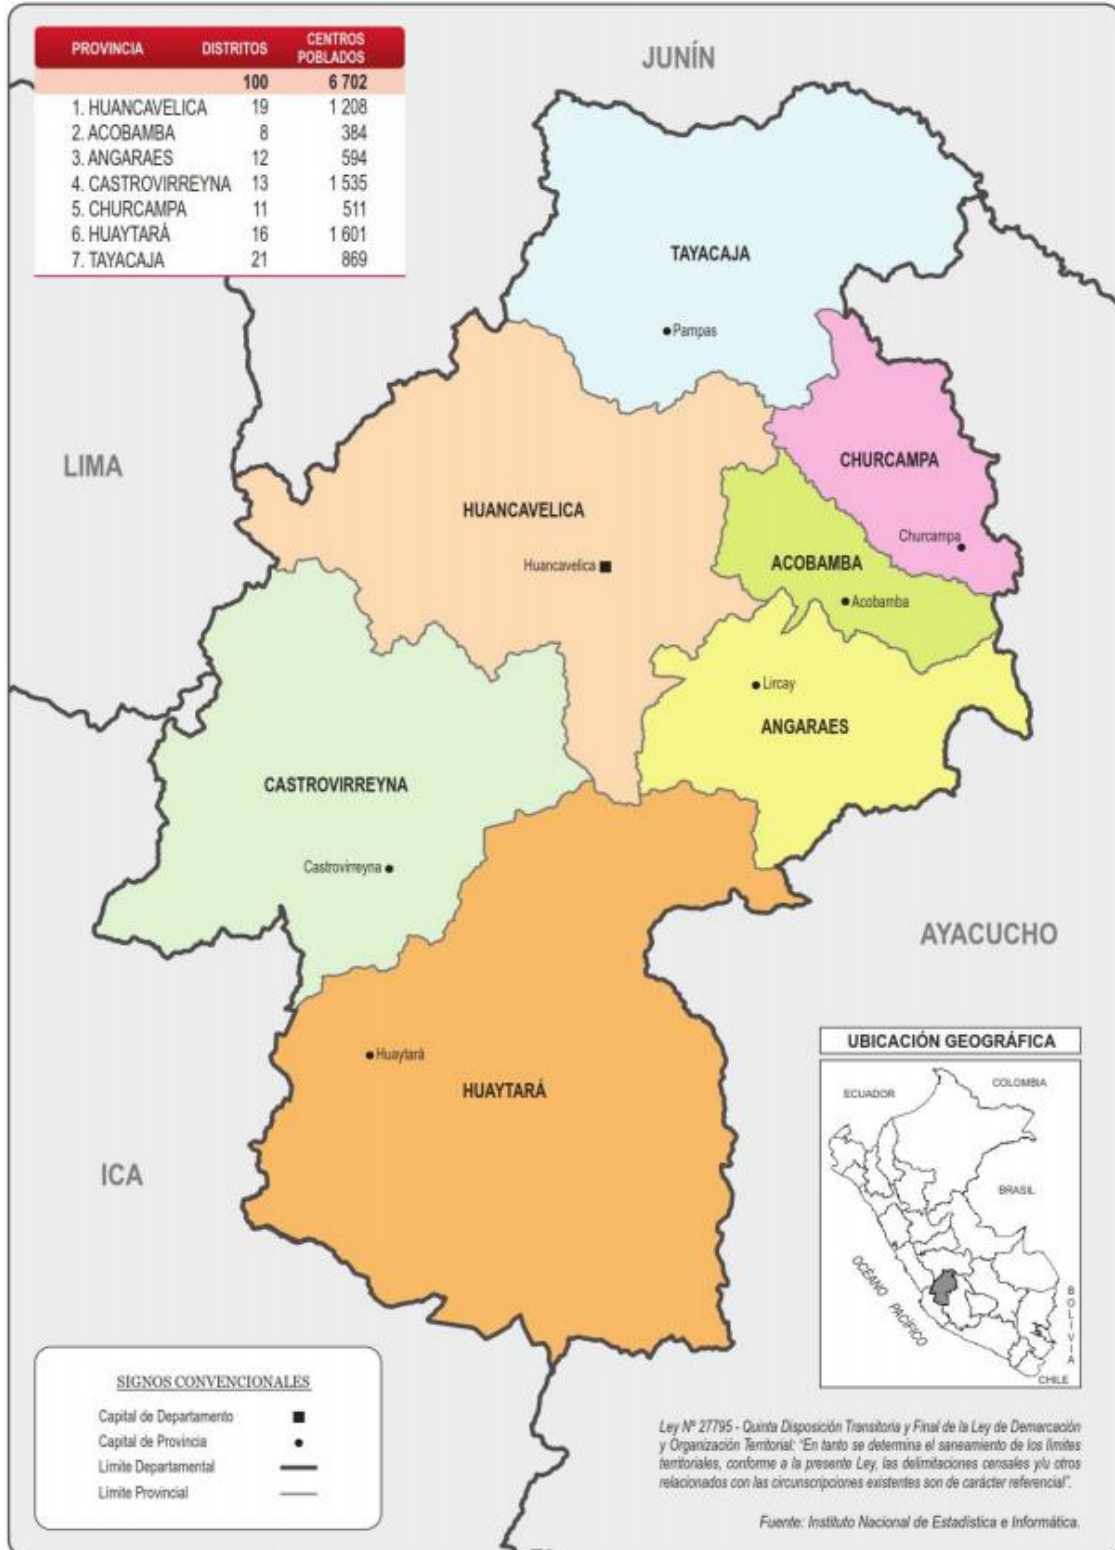 PROVINCIA DISTRITOS CENTROS POBLADOS
100 6 702
1. HUANCAVELICA 19 1 208
2. ACOBAMBA 8 384
3. ANGARAES 12 594
4. CASTROVIRREYNA 13 1 535
5. CHURCAMPA 11 511
6. HUAYTARÁ 16 1 601
7. TAYACAJA 21 869
JUNÍN
TAYACAJA
Pampas
LIMA
CHURCAMPA
HUANCAVELICA
Churcampa
Huancavelica
ACOBAMBA
Acobamba
Lircay
ANGARAES
CASTROVIRREYNA
Castrovirreyna
AYACUCHO
Huaytará
HUAYTARÁ
ICA
UBICACIÓN GEOGRÁFICA
ECUADOR
COLOMBIA
BRASIL
OCÉANO PACÍFICO
BOLIVIA
CHILE
SIGNOS CONVENCIONALES
Capital de Departamento
Capital de Provincia
Límite Departamental
Límite Provincial
Ley Nº 27795 - Quinta Disposición Transitoria y Final de la Ley de Demarcación
y Organización Territorial: "En tanto se determina el saneamiento de los límites
territoriales, conforme a la presente Ley, las delimitaciones censales y/u otros
relacionados con las circunscripciones existentes son de carácter referencial".
Fuente: Instituto Nacional de Estadística e Informática.